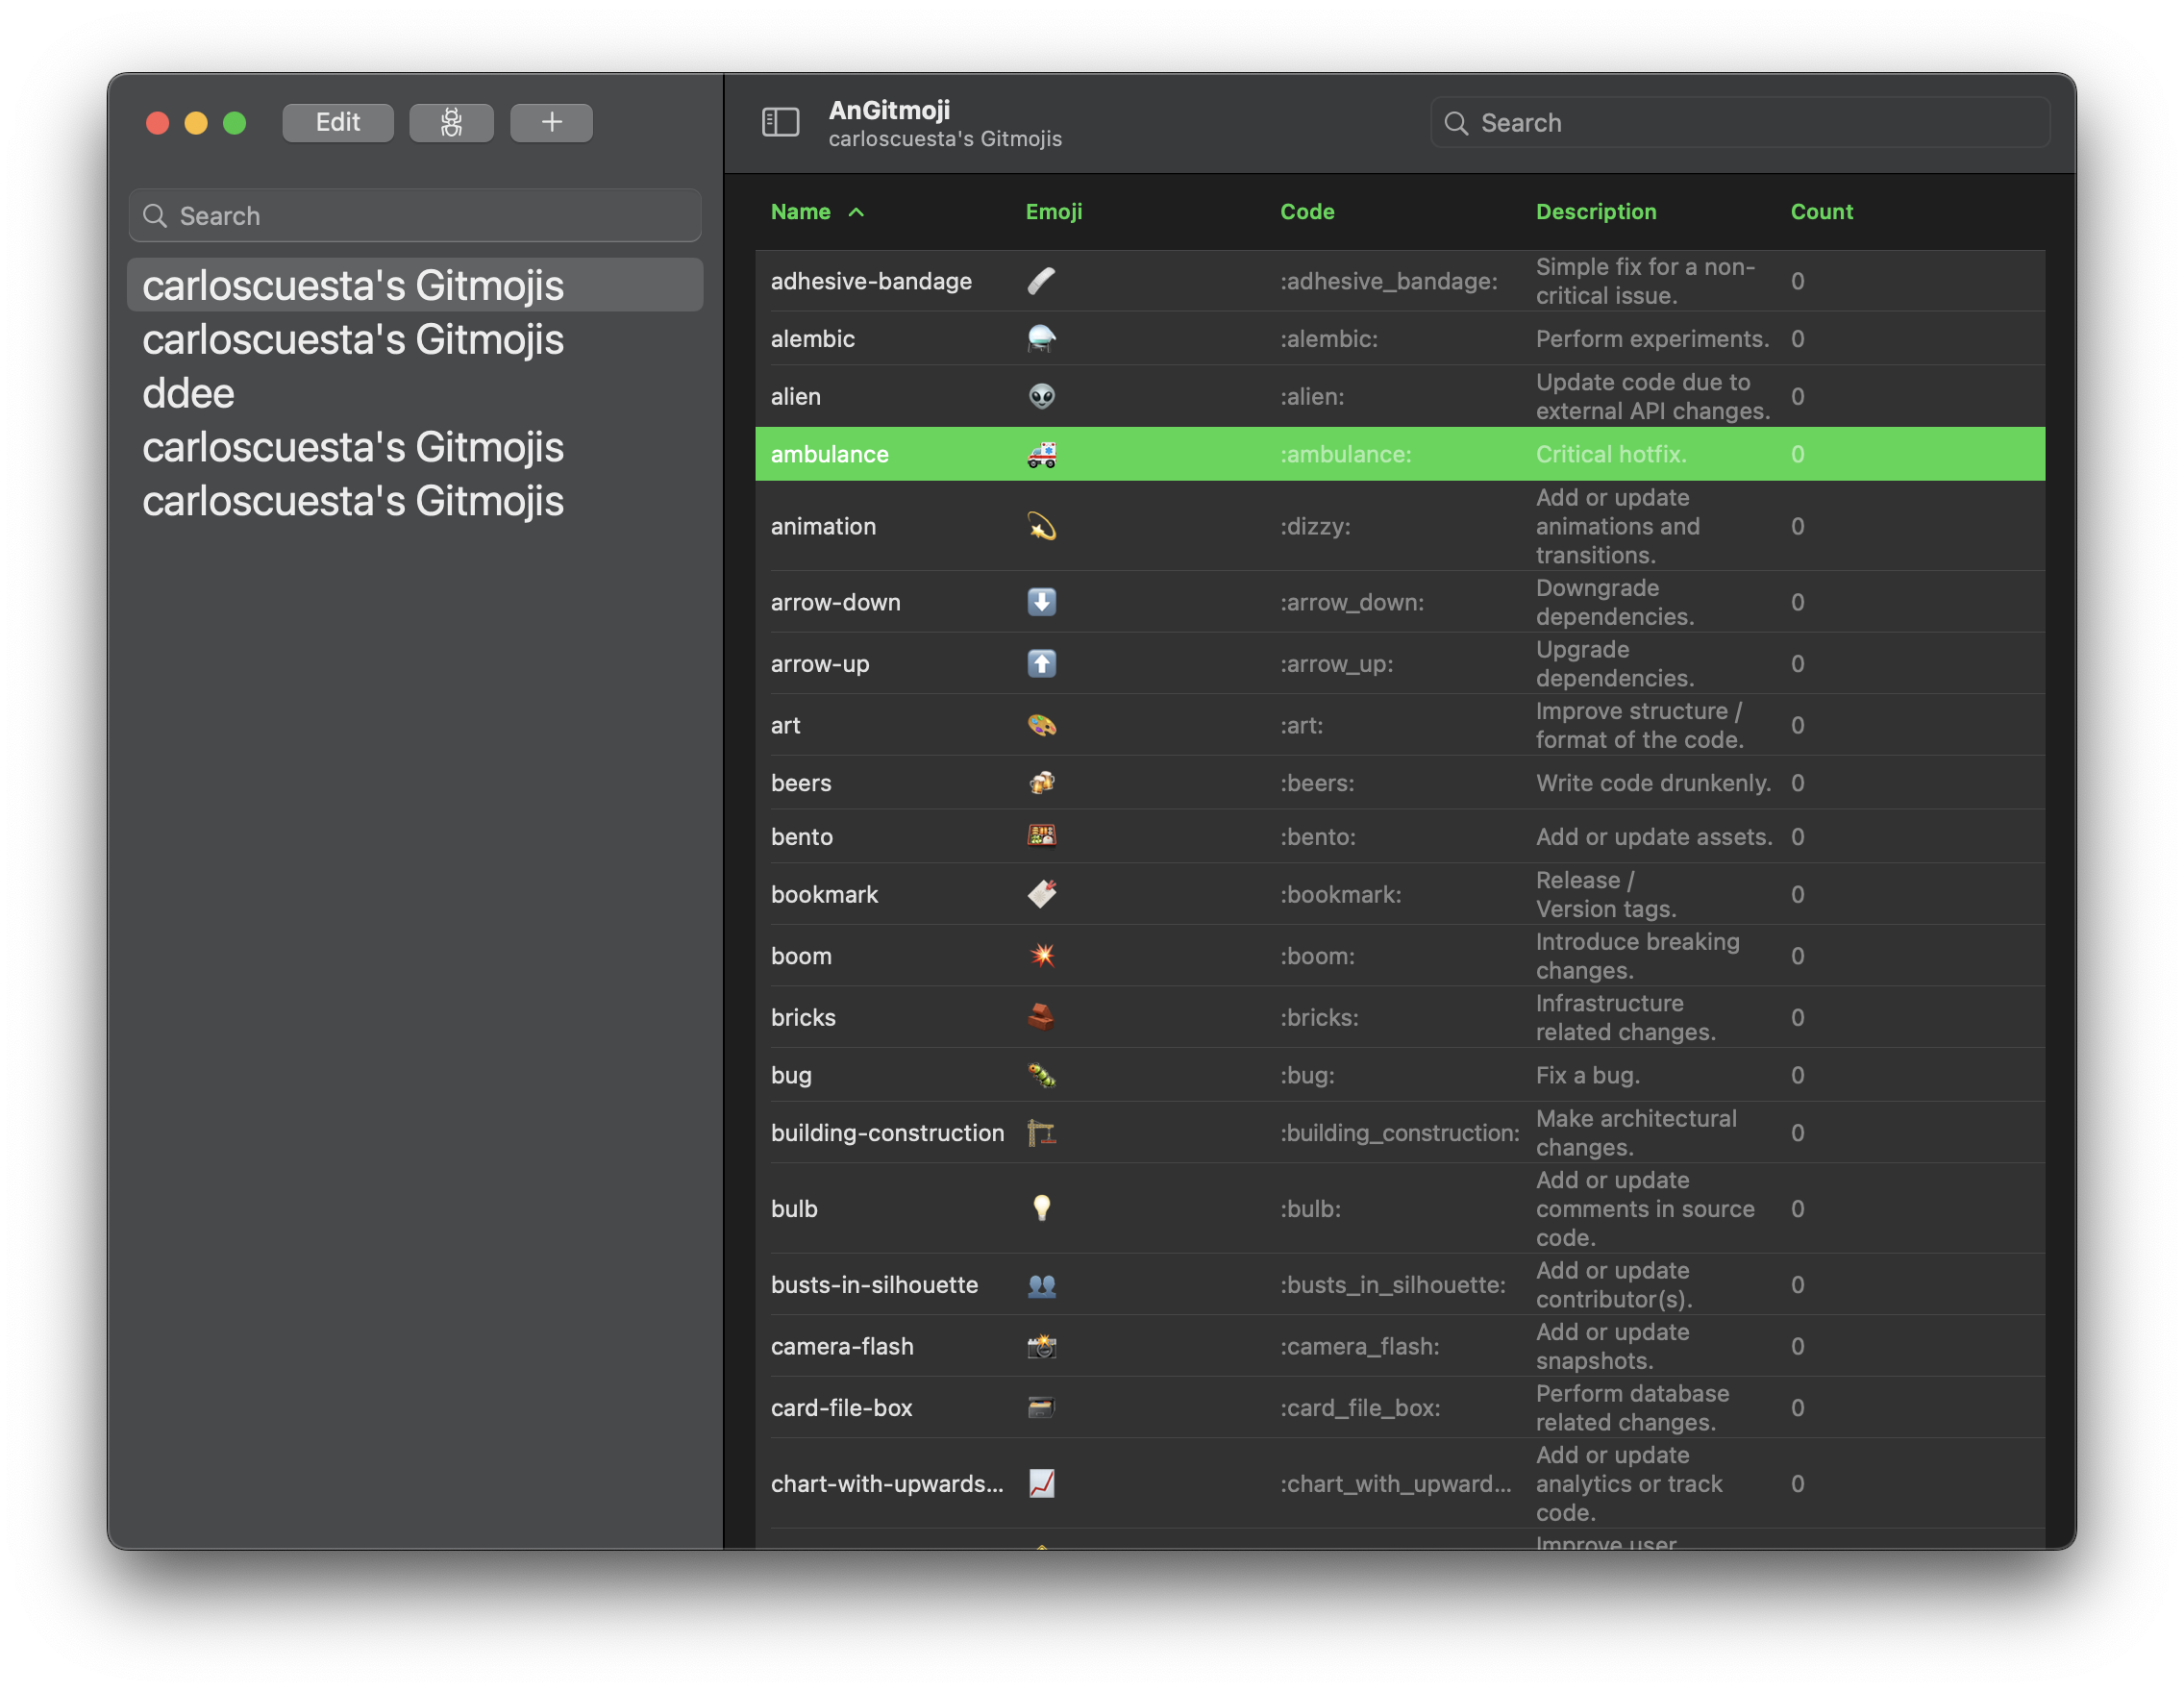 Edit
AnGitmoji
carloscuesta's Gitmojis
Search
Search
carloscuesta's Gitmojis
carloscuesta's Gitmojis
ddee
carloscuesta's Gitmojis
carloscuesta's Gitmojis
Name Emoji Code Description Count
adhesive-bandage :adhesive_bandage: Simple fix for a non-
critical issue. 0
alembic :alembic: Perform experiments. 0
alien :alien: Update code due to
external API changes. 0
ambulance :ambulance: Critical hotfix. 0
animation :dizzy: Add or update
animations and
transitions. 0
arrow-down :arrow_down: Downgrade
dependencies. 0
arrow-up :arrow_up: Upgrade
dependencies. 0
art :art: Improve structure /
format of the code. 0
beers :beers: Write code drunkenly. 0
bento :bento: Add or update assets. 0
bookmark :bookmark: Release /
Version tags. 0
boom :boom: Introduce breaking
changes. 0
bricks :bricks: Infrastructure
related changes. 0
bug :bug: Fix a bug. 0
building-construction :building_construction: Make architectural
changes. 0
bulb :bulb: Add or update
comments in source
code. 0
busts-in-silhouette :busts_in_silhouette: Add or update
contributor(s). 0
camera-flash :camera_flash: Add or update
snapshots. 0
card-file-box :card_file_box: Perform database
related changes. 0
chart-with-upwards... :chart_with_upward... Add or update
analytics or track
code. 0
Improve user